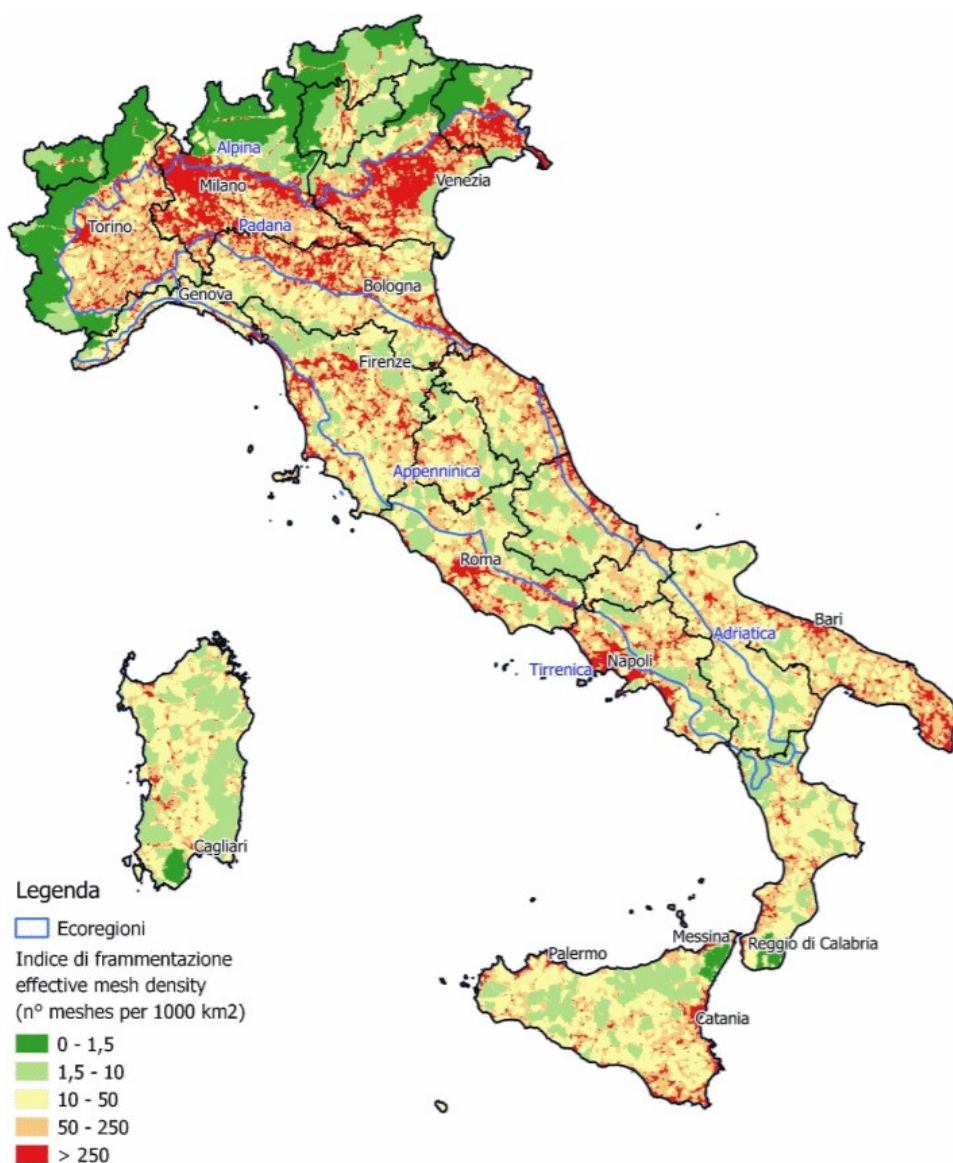 Alpina
Milano
Venezia
Torino
Padana
Genova
Bologna
Firenze
Appenninica
Roma
Bari
Adriatica
Napoli
Tirrenica
Cagliari
Messina
Reggio di Calabria
Palermo
Catania
Legenda
Ecoregioni
Indice di frammentazione
effective mesh density
(n° meshes per 1000 km2)
0 - 1,5
1,5 - 10
10 - 50
50 - 250
> 250